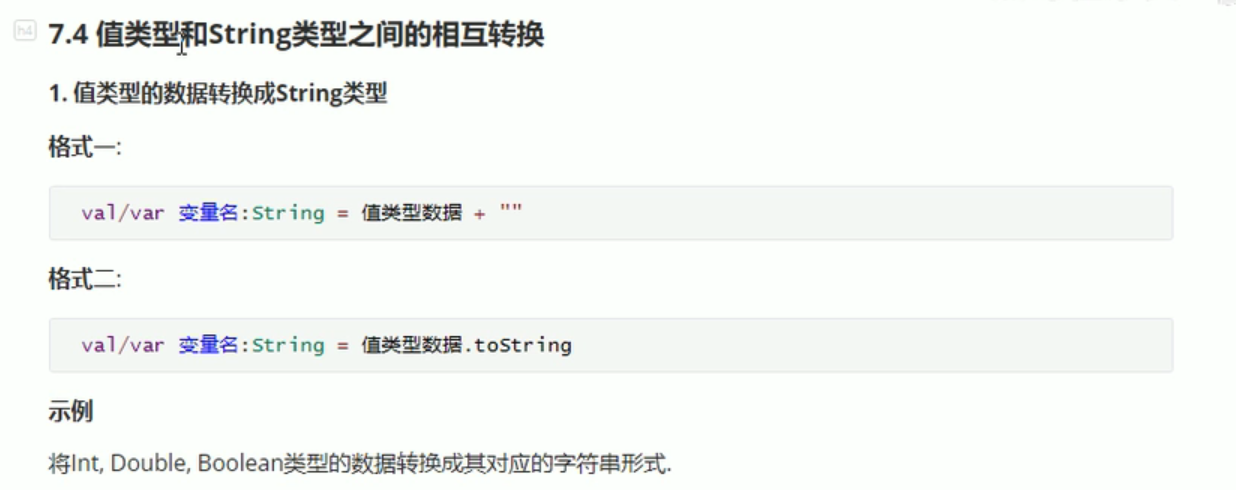 h4
7.4 值类型和String类型之间的相互转换
1. 值类型的数据转换成String类型
格式一:
val/var 变量名:String = 值类型数据 + ""
格式二:
val/var 变量名:String = 值类型数据.toString
示例
将Int, Double, Boolean类型的数据转换成其对应的字符串形式.